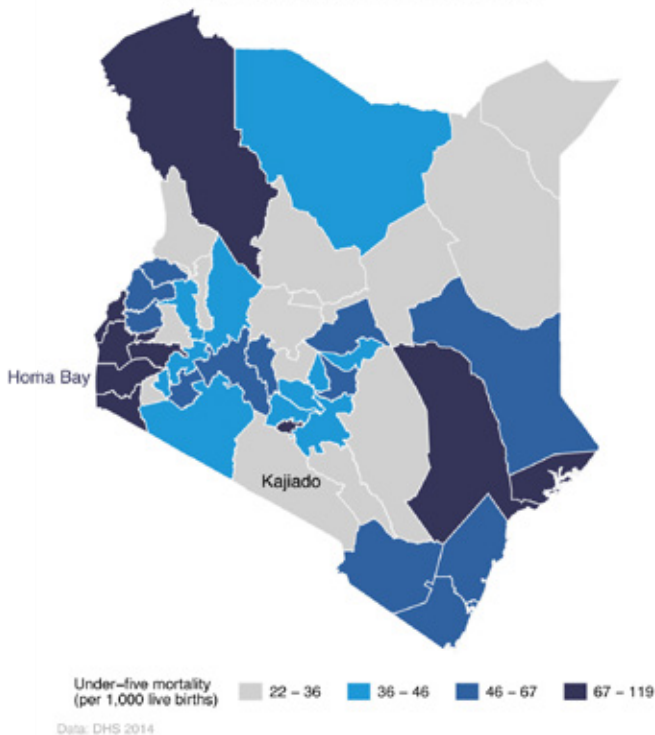 Homa Bay
Kajiado
Under–five mortality
(per 1,000 live births)
22 – 36
36 – 46
46 – 67
67 – 119
Data: DHS 2014